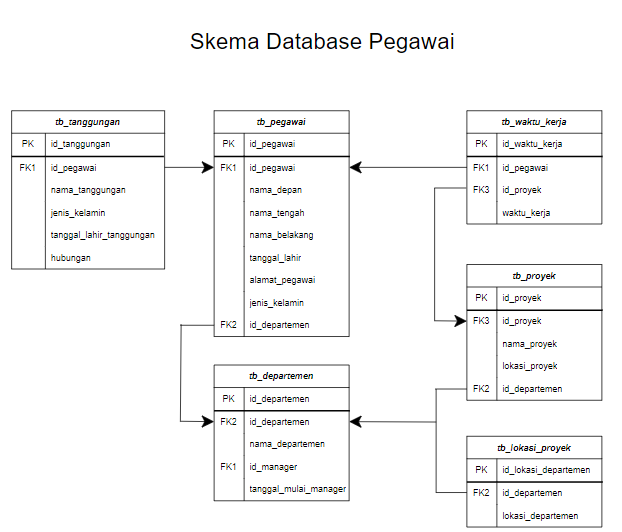 Skema Database Pegawai
tb_tanggungan
PK id_tanggungan
FK1 id_pegawai
nama_tanggungan
jenis_kelamin
tanggal_lahir_tanggungan
hubungan
tb_pegawai
PK id_pegawai
FK1 id_pegawai
nama_depan
nama_tengah
nama_belakang
tanggal_lahir
alamat_pegawai
jenis_kelamin
FK2 id_departemen
tb_departemen
PK id_departemen
FK2 id_departemen
nama_departemen
FK1 id_manager
tanggal_mulai_manager
tb_waktu_kerja
PK id_waktu_kerja
FK1 id_pegawai
FK3 id_proyek
waktu_kerja
tb_proyek
PK id_proyek
FK3 id_proyek
nama_proyek
lokasi_proyek
FK2 id_departemen
tb_lokasi_proyek
PK id_lokasi_departemen
FK2 id_departemen
lokasi_departemen